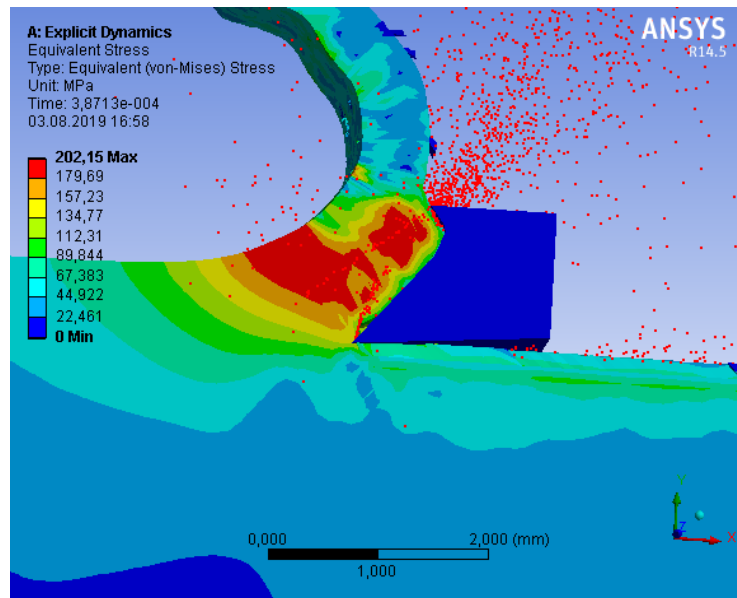 A: Explicit Dynamics
Equivalent Stress
Type: Equivalent (von-Mises) Stress
Unit: MPa
Time: 3,8713e-004
03.08.2019 16:58
ANSYS
R14.5
202,15 Max
179,69
157,23
134,77
112,31
89,844
67,383
44,922
22,461
0 Min
0,000
2,000 (mm)
1,000
Y
Z
X